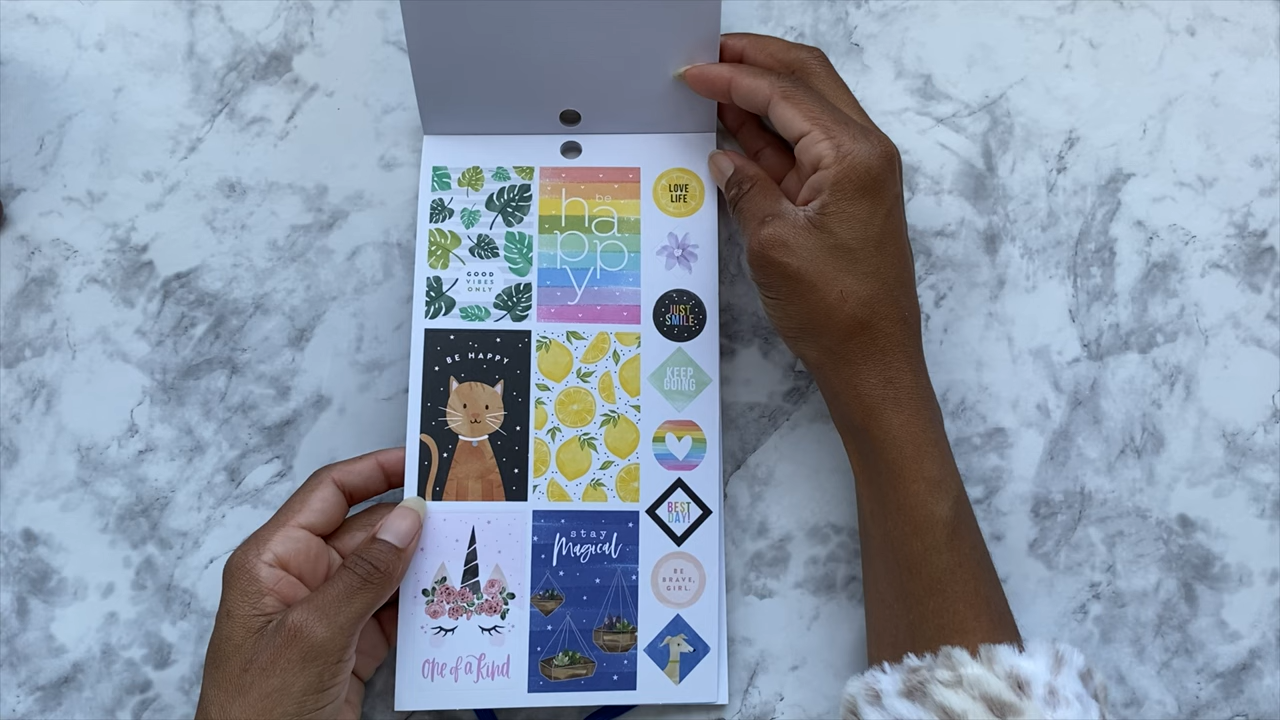 GOOD
VIBES
ONLY
be
ha
pp
y
LOVE
LIFE
JUST
SMILE
BE HAPPY
KEEP
GOING
BEST
DAY!
one of a kind
stay
Magical
BE
BRAVE,
GIRL.